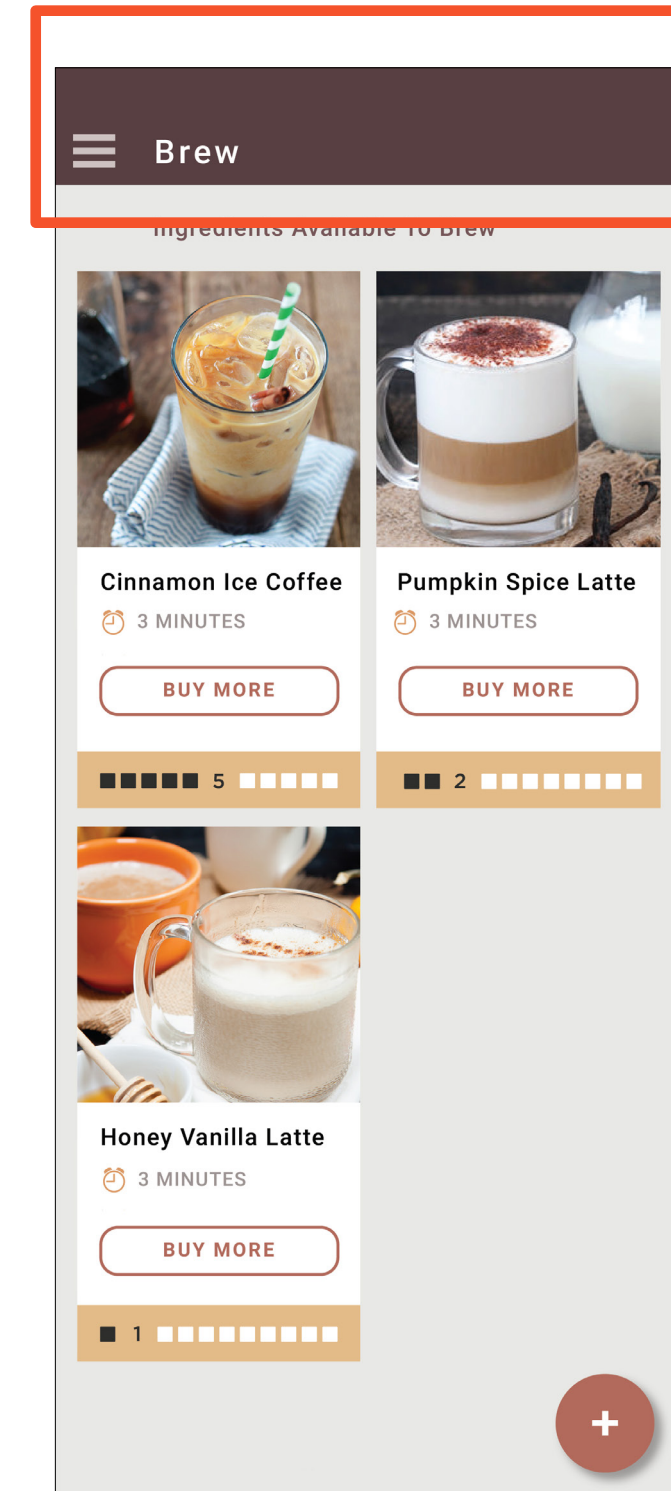 Brew
Ingredients Available To Brew
Cinnamon Ice Coffee
3 MINUTES
BUY MORE
5
Pumpkin Spice Latte
3 MINUTES
BUY MORE
2
Honey Vanilla Latte
3 MINUTES
BUY MORE
1
+